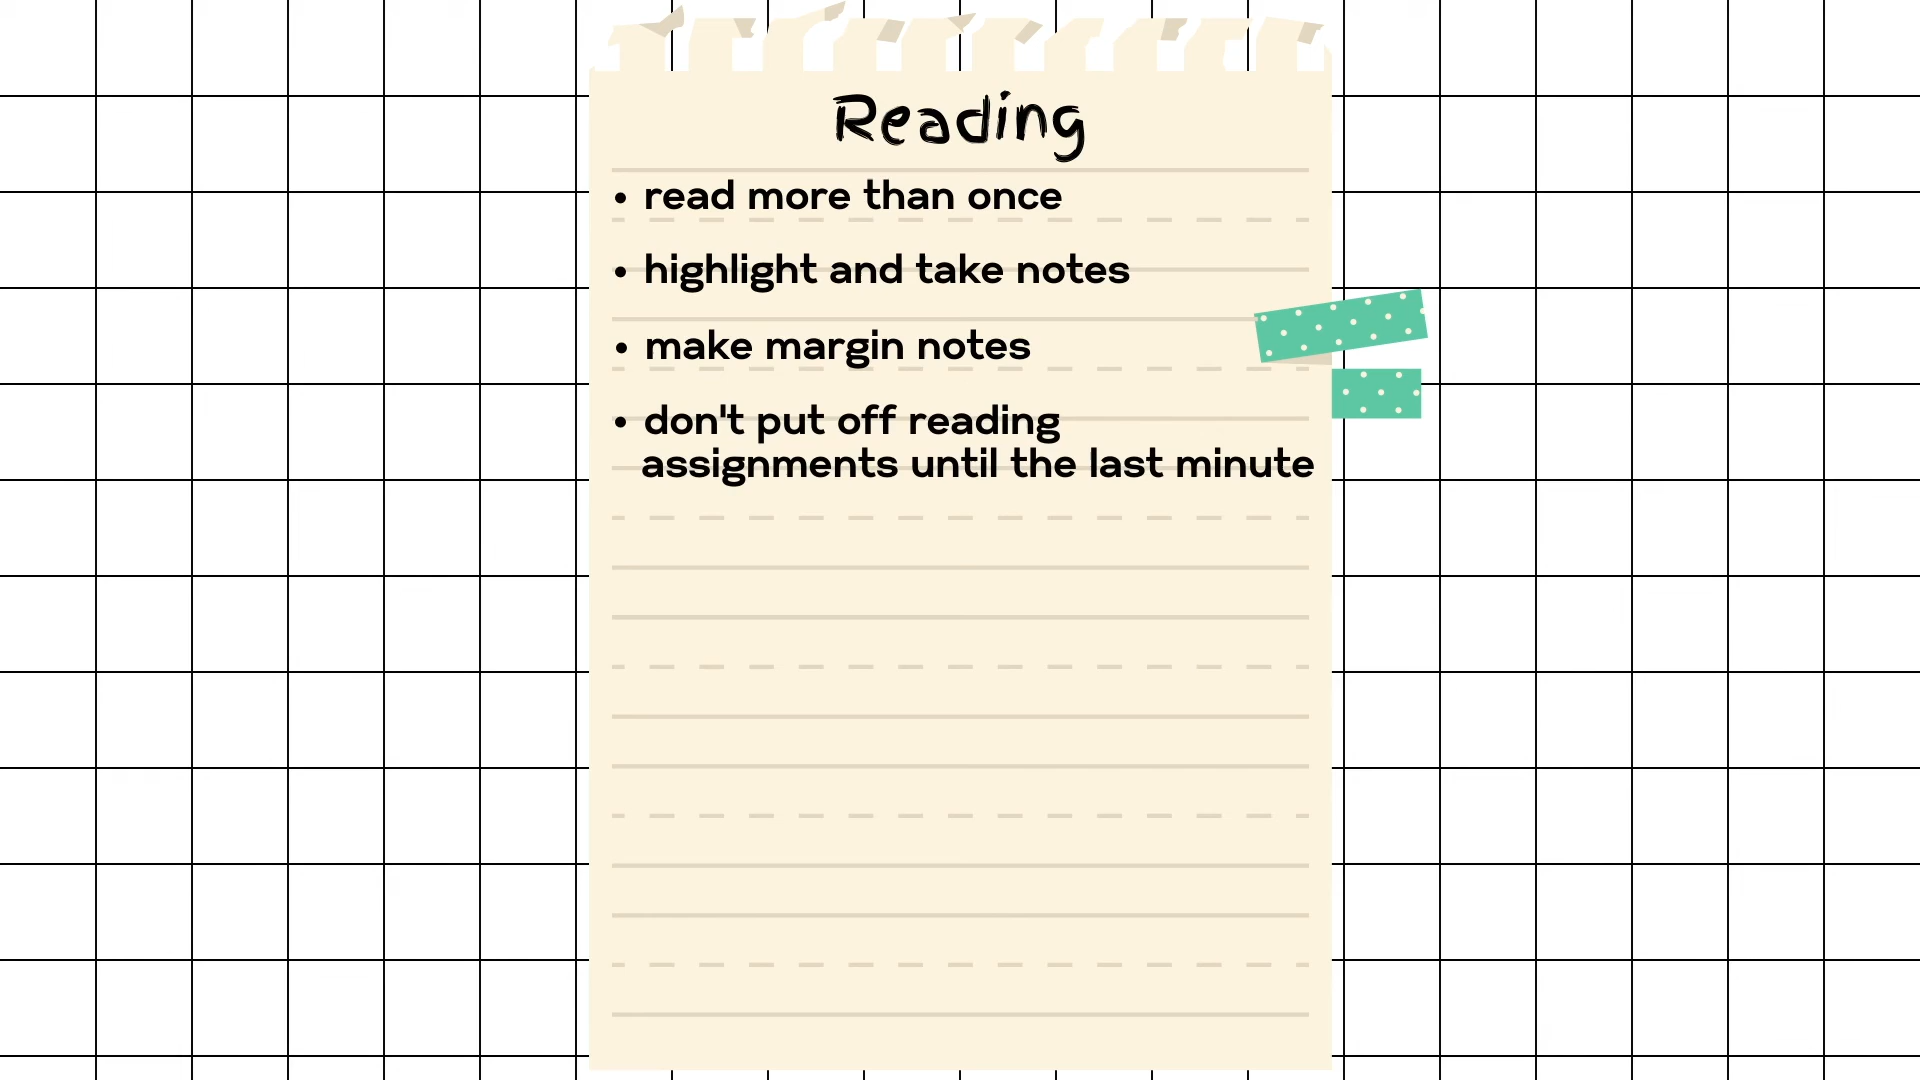 Reading
• read more than once
• highlight and take notes
• make margin notes
• don't put off reading
assignments until the last minute